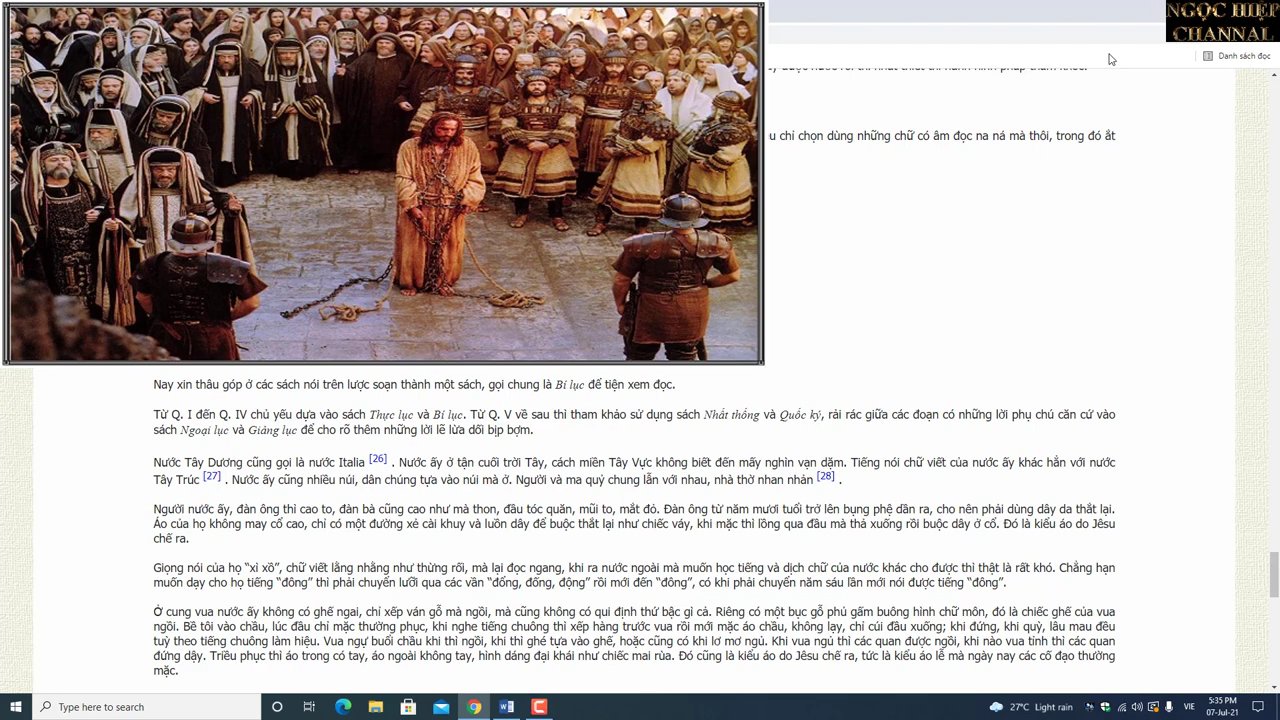 NGỌC HIỆP
CHANNAL
Danh sách đọc
chỉ chọn dùng những chữ có âm đọc na ná mà thôi, trong đó ắt
Nay xin thâu góp ở các sách nói trên lược soạn thành một sách, gọi chung là Bí lục để tiện xem đọc.
Từ Q. I đến Q. IV chủ yếu dựa vào sách Thực lục và Bí lục. Từ Q. V về sau thì tham khảo sử dụng sách Nhất thống và Quốc ký, rải rác giữa các đoạn có những lời phụ chú căn cứ vào
sách Ngoại lục và Giảng lục để cho rõ thêm những lời lẽ lừa dối bịp bợm.
Nước Tây Dương cũng gọi là nước Italia [26] . Nước ấy ở tận cuối trời Tây, cách miền Tây Vực không biết đến mấy nghìn vạn dặm. Tiếng nói chữ viết của nước ấy khác hẳn với nước
Tây Trúc [27] . Nước ấy cũng nhiều núi, dân chúng tựa vào núi mà ở. Người và ma quỷ chung lẫn với nhau, nhà thờ nhan nhản [28] .
Người nước ấy, đàn ông thì cao to, đàn bà cũng cao như mà thon, đầu tóc quăn, mũi to, mắt đỏ. Đàn ông từ năm mươi tuổi trở lên bụng phệ dần ra, cho nên phải dùng dây da thắt lại.
Áo của họ không may cổ cao, chỉ có một đường xẻ cài khuy và luồn dây để buộc thắt lại như chiếc váy, khi mặc thì lồng qua đầu mà thả xuống rồi buộc dây ở cổ. Đó là kiểu áo do Jêsu
chế ra.
Giọng nói của họ “xì xồ”, chữ viết lằng nhằng như thừng rối, mà lại đọc ngang, khi ra nước ngoài mà muốn học tiếng và dịch chữ của nước khác cho được thì thật là rất khó. Chẳng hạn
muốn dạy cho họ tiếng “đông” thì phải chuyển lưỡi qua các vần “đổng, đống, động” rồi mới đến “đông”, có khi phải chuyển năm sáu lần mới nói được tiếng “đông”.
Ở cung vua nước ấy không có ghế ngai, chỉ xếp ván gỗ mà ngồi, mà cũng không có qui định thứ bậc gì cả. Riêng có một bục gỗ phủ gấm buông hình chữ môn, đó là chiếc ghế của vua
ngồi. Bề tôi vào chầu, lúc đầu chỉ mặc thường phục, khi nghe tiếng chuông thì xếp hàng trước vua rồi mới mặc áo chầu, không lạy, chỉ cúi đầu xuống; khi đứng, khi quỳ, lâu mau đều
tuỳ theo tiếng chuông làm hiệu. Vua ngự buổi chầu khi thì ngồi, khi thì ghé tựa vào ghế, hoặc cũng có khi lơ mơ ngủ. Khi vua ngủ thì các quan được ngồi, khi nào vua tỉnh thì các quan
đứng dậy. Triều phục thì áo trong có tay, áo ngoài không tay, hình dáng đại khái như chiếc mai rùa. Đó cũng là kiểu áo do Jêsu chế ra, tức là kiểu áo lễ mà ngày nay các cố đạo thường
mặc.
Type here to search
27°C Light rain
VIE
5:35 PM
07-Jul-21